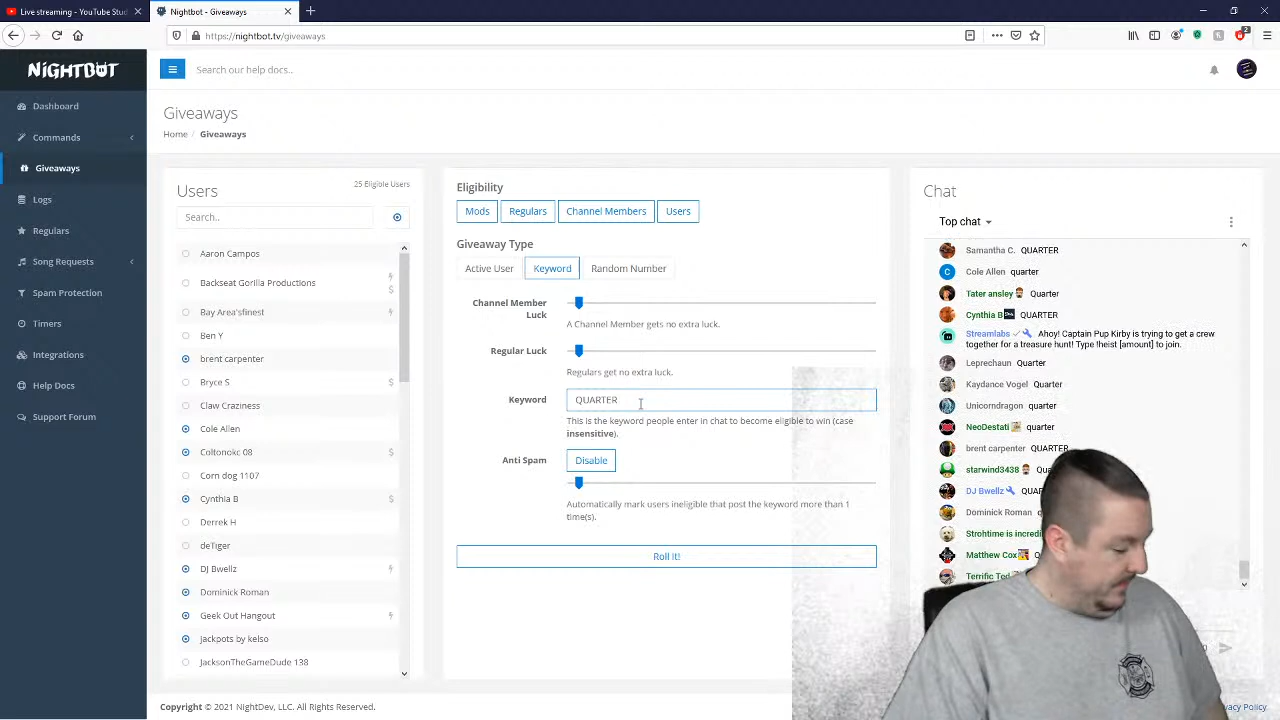 Live streaming - YouTube Stud
Nightbot - Giveaways
https://nightbot.tv/giveaways
2
NiGHTBOT
Search our help docs..
Dashboard
Commands
Giveaways
Logs
Regulars
Song Requests
Spam Protection
Timers
Integrations
Help Docs
Support Forum
Giveaways
Home / Giveaways
Users
25 Eligible Users
Search..
Aaron Campos
Backseat Gorilla Productions
Bay Area'sfinest
Ben Y
brent carpenter
Bryce S
Claw Craziness
Cole Allen
Coltonokc 08
Corn dog 1107
Cynthia B
Derrek H
deTiger
DJ Bwellz
Dominick Roman
Geek Out Hangout
Jackpots by kelso
JacksonTheGameDude 138
Eligibility
Mods Regulars Channel Members Users
Giveaway Type
Active User Keyword Random Number
Channel Member
Luck
A Channel Member gets no extra luck.
Regular Luck
Regulars get no extra luck.
Keyword QUARTER
This is the keyword people enter in chat to become eligible to win (case
insensitive).
Anti Spam Disable
Automatically mark users ineligible that post the keyword more than 1
time(s).
Roll It!
Chat
Top chat
Samantha C. QUARTER
C Cole Allen quarter
Tater ansley Quarter
Cynthia B QUARTER
Streamlabs Ahoy! Captain Pup Kirby is trying to get a crew
together for a treasure hunt! Type !heist [amount] to join.
Leprechaun Quarter
Kaydance Vogel Quarter
Unicorndragon quarter
NeoDestati quarter
brent carpenter QUARTER
starwind3438
DJ Bwellz
Dominick Roman
Strohtime is incredi
Matthew Cox
Terrific Ted
Copyright © 2021 NightDev, LLC. All Rights Reserved.
Policy